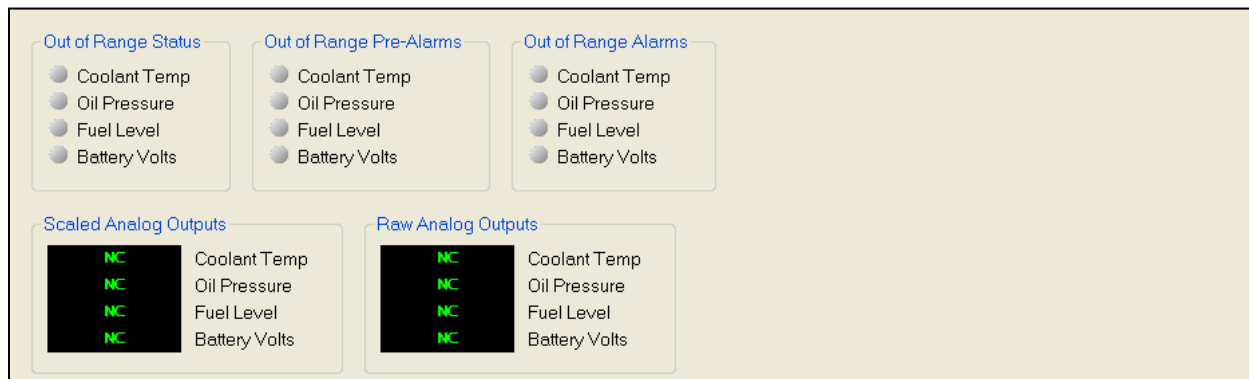 Out of Range Status
Coolant Temp
Oil Pressure
Fuel Level
Battery Volts
Out of Range Pre-Alarms
Coolant Temp
Oil Pressure
Fuel Level
Battery Volts
Out of Range Alarms
Coolant Temp
Oil Pressure
Fuel Level
Battery Volts
Scaled Analog Outputs
NC Coolant Temp
NC Oil Pressure
NC Fuel Level
NC Battery Volts
Raw Analog Outputs
NC Coolant Temp
NC Oil Pressure
NC Fuel Level
NC Battery Volts